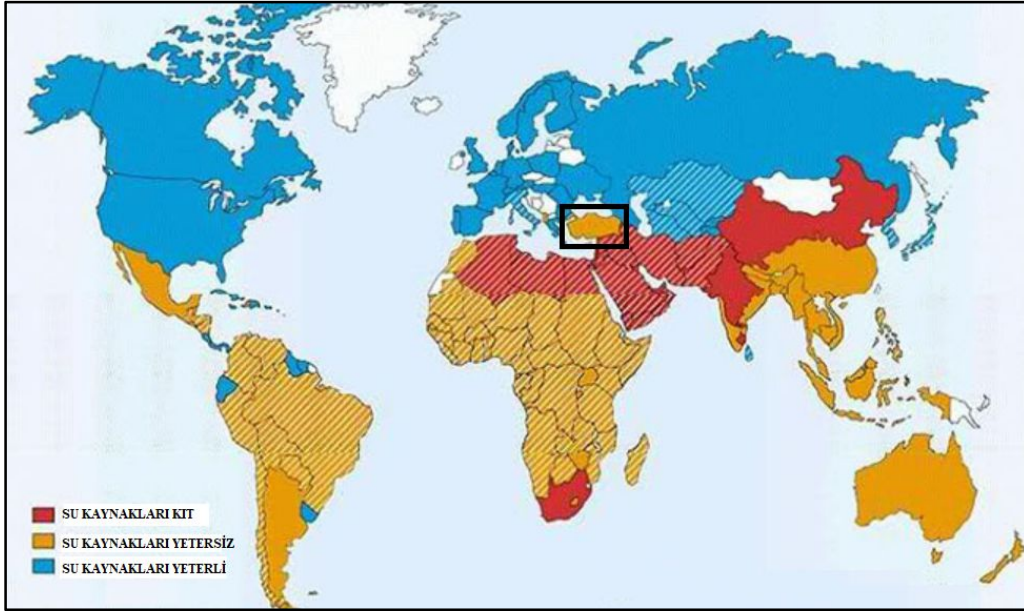 SU KAYNAKLARI KIT
SU KAYNAKLARI YETERSİZ
SU KAYNAKLARI YETERLİ